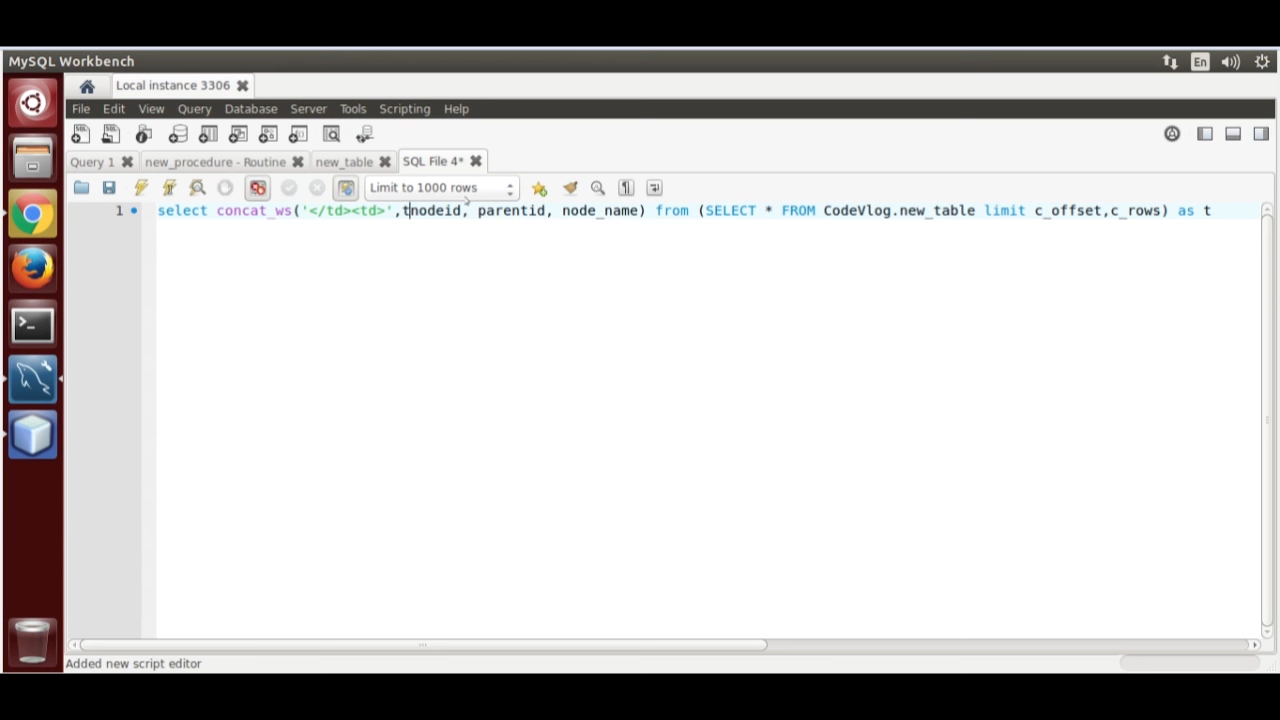 MySQL Workbench
En
Local instance 3306
File Edit View Query Database Server Tools Scripting Help
Query 1 new_procedure - Routine new_table SQL File 4*
Limit to 1000 rows
1 select concat_ws('</td><td>',tnodeid, parentid, node_name) from (SELECT * FROM CodeVlog.new_table limit c_offset,c_rows) as t
Added new script editor